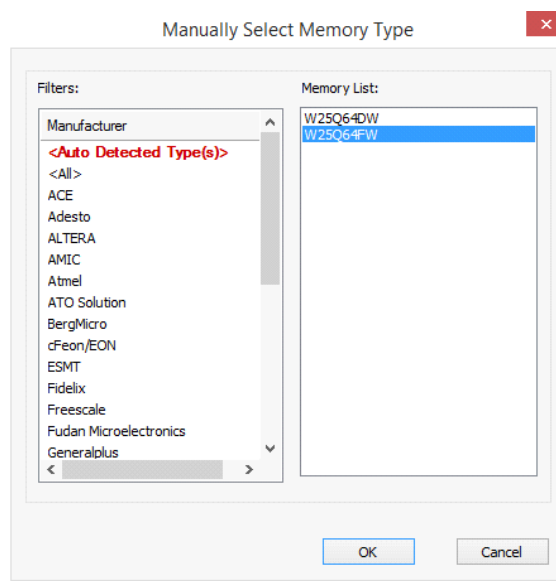 Manually Select Memory Type
Filters:
Memory List:
Manufacturer
<Auto Detected Type(s)>
<All>
ACE
Adesto
ALTERA
AMIC
Atmel
ATO Solution
BergMicro
cFeon/EON
ESMT
Fidelix
Freescale
Fudan Microelectronics
Generalplus
W25Q64DW
W25Q64FW
OK
Cancel